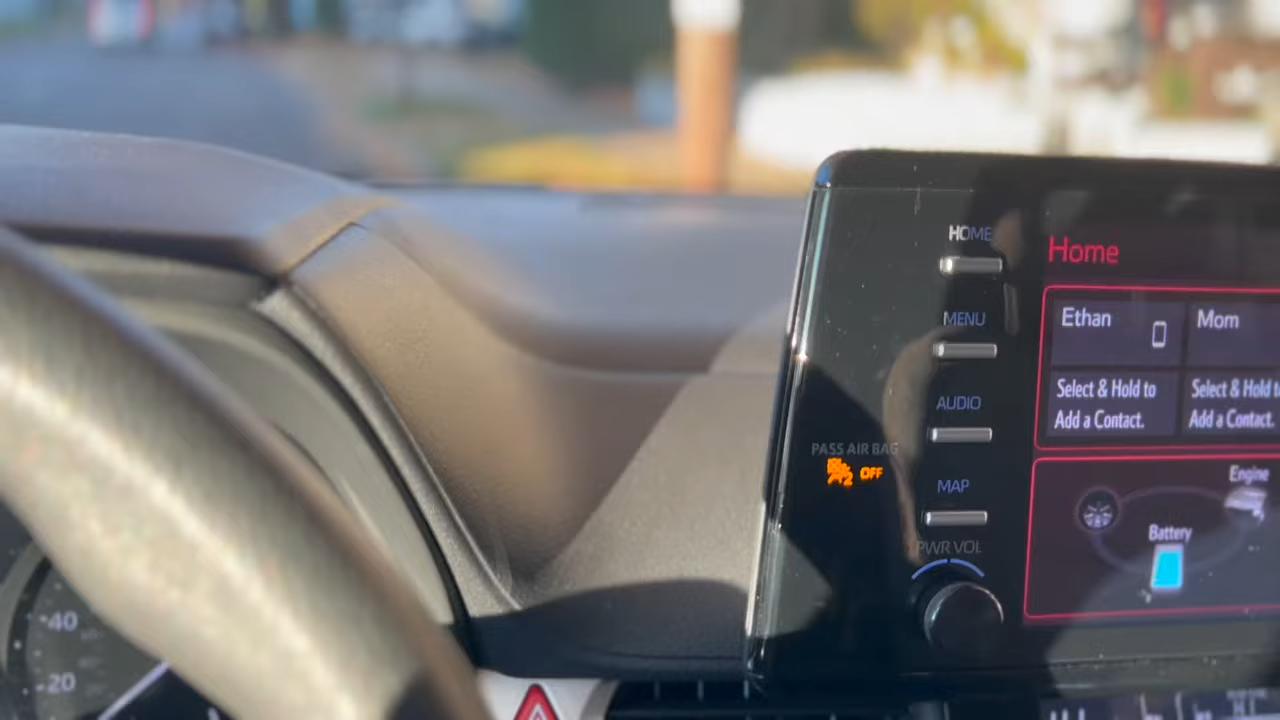 HOME
Home
MENU
Ethan
Mom
Select & Hold to
Add a Contact.
Select & Hold t
Add a Contact.
AUDIO
PASS AIR BAG
2 OFF
MAP
Engine
Battery
PWR VOL
40
20